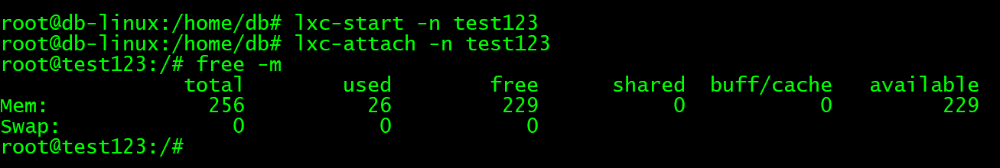 root@db-linux:/home/db# lxc-start -n test123
root@db-linux:/home/db# lxc-attach -n test123
root@test123:/# free -m
              total        used        free      shared  buff/cache   available
Mem:            256          26         229           0           0         229
Swap:             0           0           0
root@test123:/#